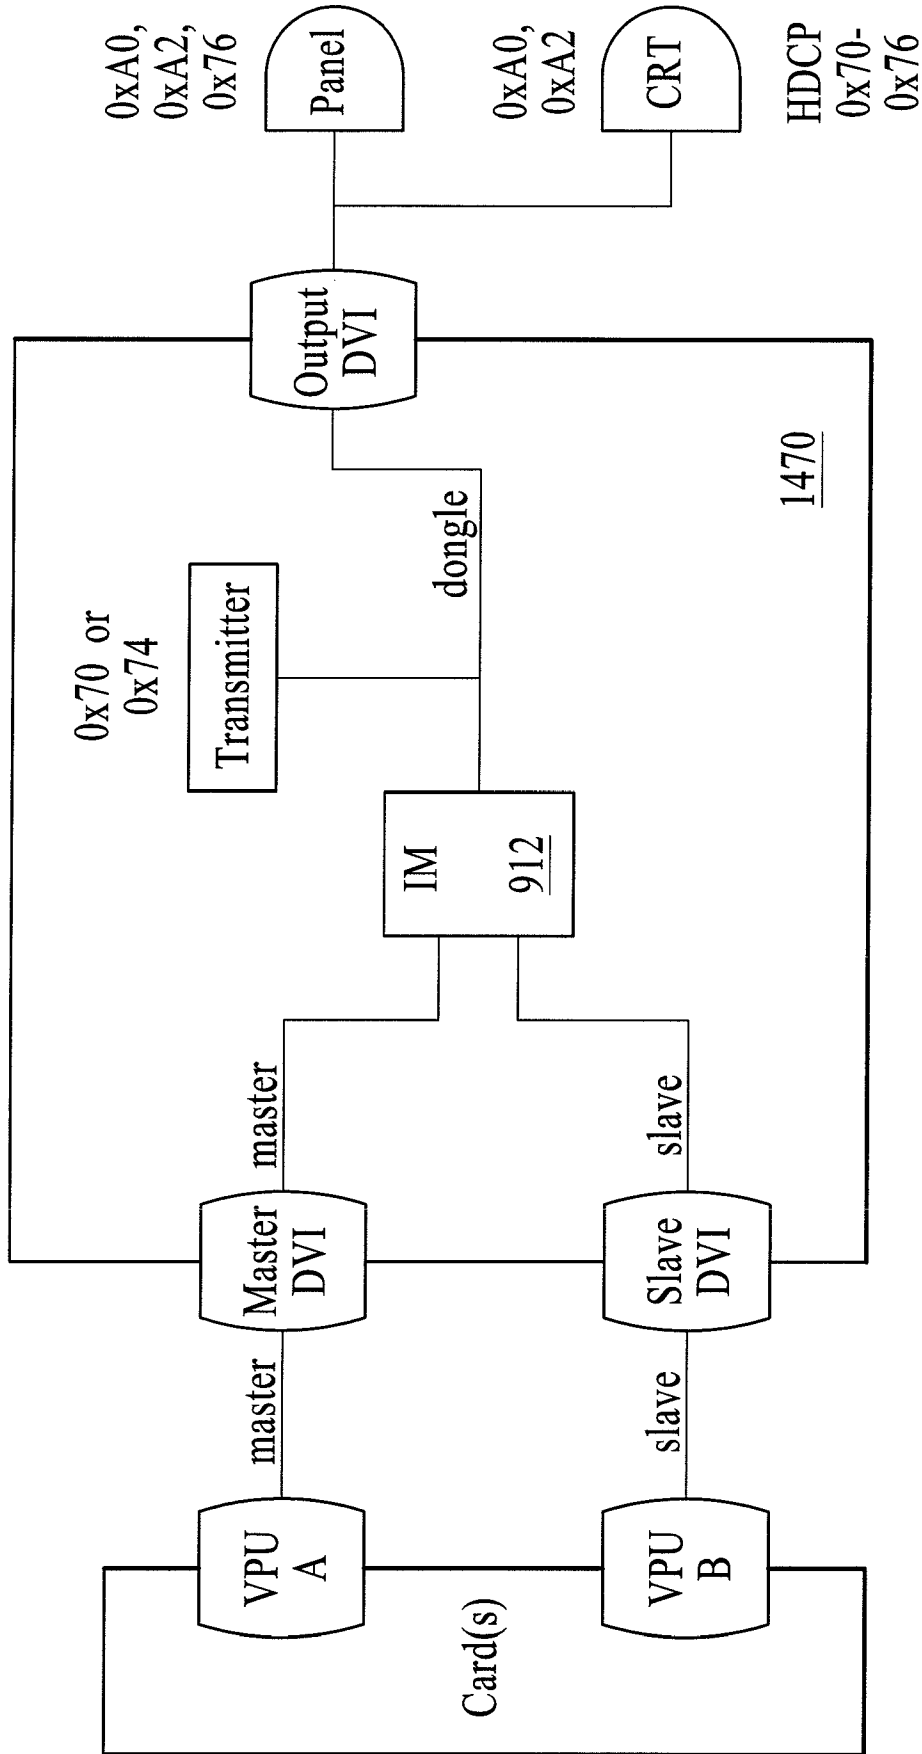 Card(s)
VPU
A
VPU
B
master
slave
Master
DVI
Slave
DVI
master
slave
IM
912
0x70 or
0x74
Transmitter
dongle
1470
Output
DVI
0xA0,
0xA2,
0x76
Panel
0xA0,
0xA2
CRT
HDCP
0x70-
0x76